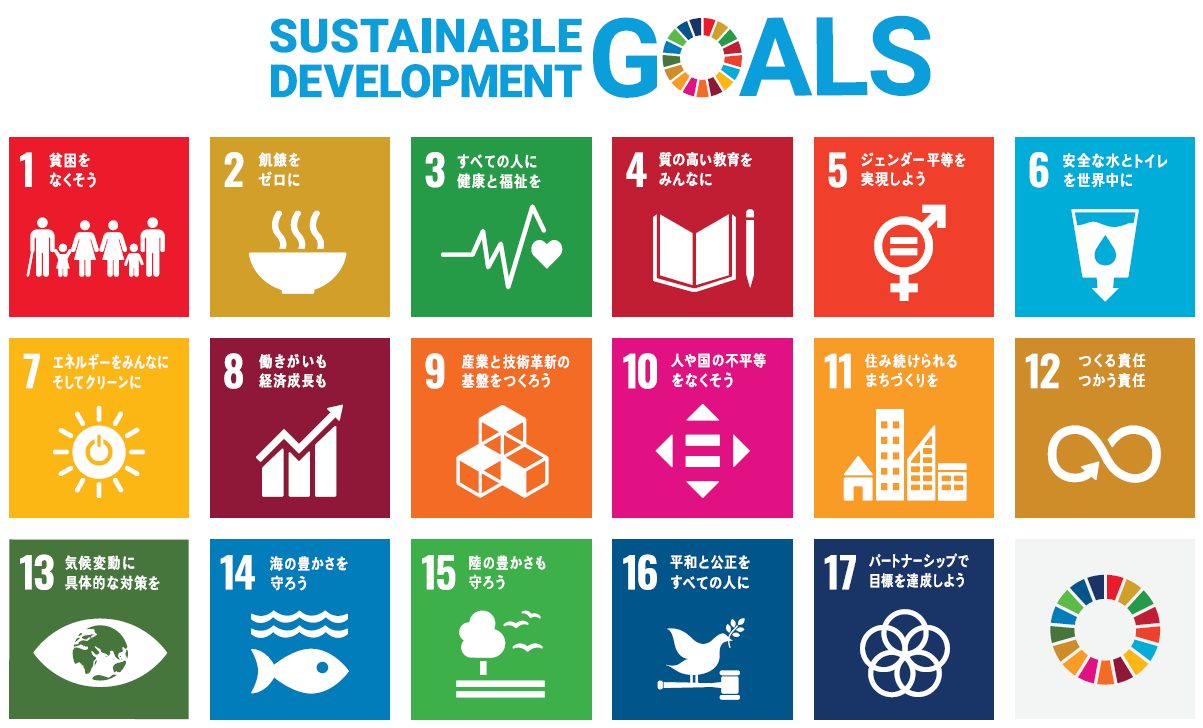 SUSTAINABLE
DEVELOPMENT GOALS
1 貧困を
なくそう
2 飢餓を
ゼロに
3 すべての人に
健康と福祉を
4 質の高い教育を
みんなに
5 ジェンダー平等を
実現しよう
6 安全な水とトイレ
を世界中に
7 エネルギーをみんなに
そしてクリーンに
8 働きがいも
経済成長も
9 産業と技術革新の
基盤をつくろう
10 人や国の不平等
をなくそう
11 住み続けられる
まちづくりを
12 つくる責任
つかう責任
13 気候変動に
具体的な対策を
14 海の豊かさを
守ろう
15 陸の豊かさも
守ろう
16 平和と公正を
すべての人に
17 パートナーシップで
目標を達成しよう